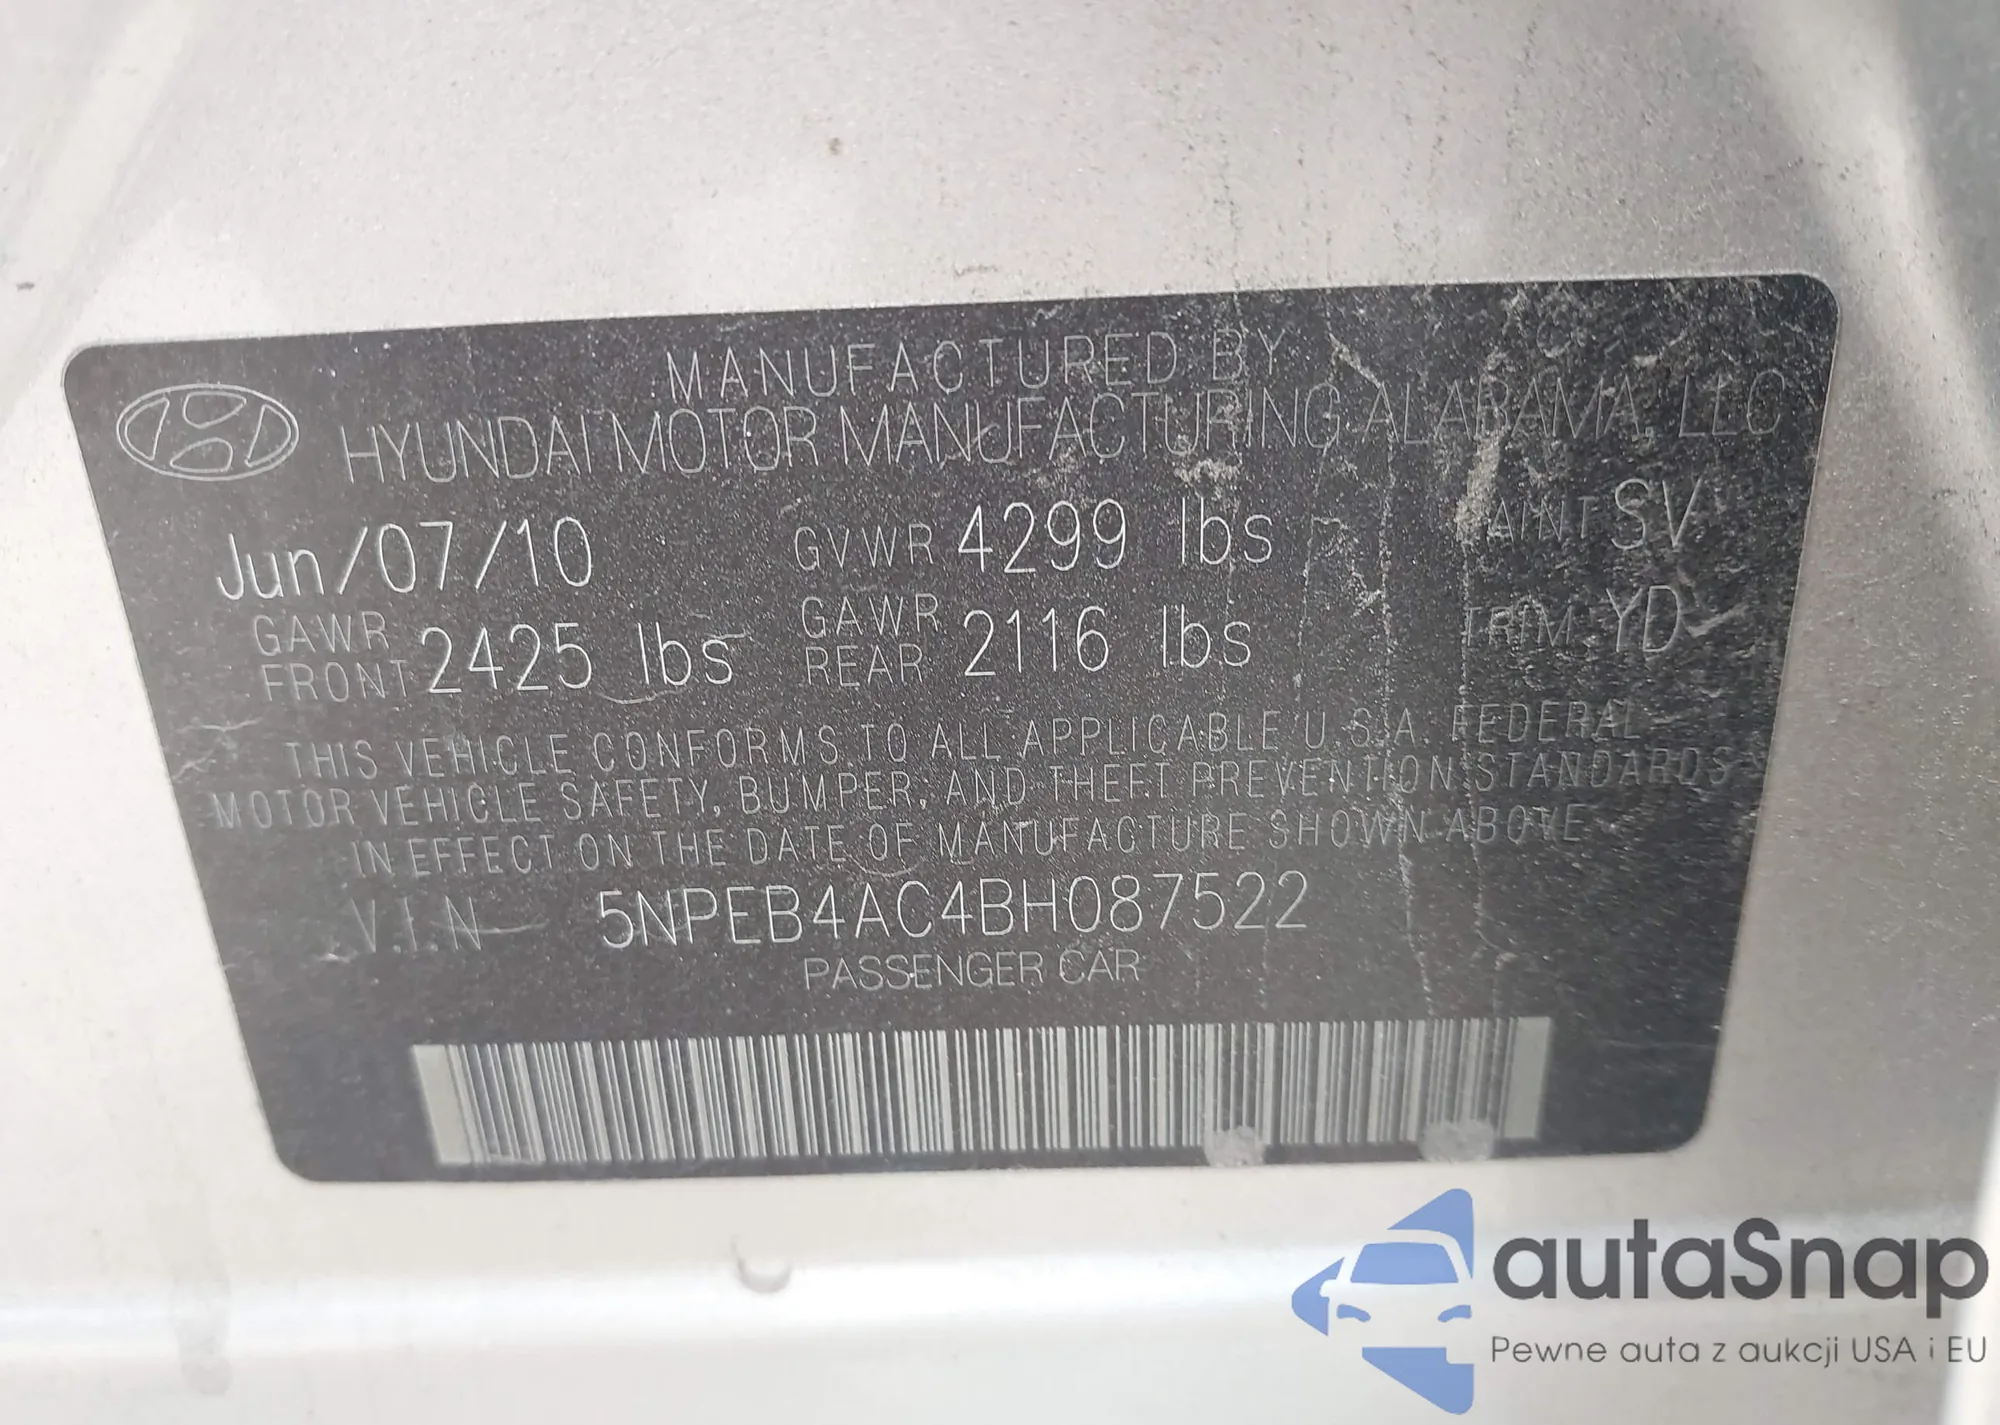 MANUFACTURED BY
HYUNDAI MOTOR MANUFACTURING ALABAMA, LLC
Jun/07/10 GVWR 4299 lbs PAINT SV
GAWR FRONT 2425 lbs GAWR REAR 2116 lbs TRIM YD
THIS VEHICLE CONFORMS TO ALL APPLICABLE U.S.A. FEDERAL
MOTOR VEHICLE SAFETY, BUMPER, AND THEFT PREVENTION STANDARDS
IN EFFECT ON THE DATE OF MANUFACTURE SHOWN ABOVE
V.I.N 5NPEB4AC4BH087522
PASSENGER CAR
autaSnap
Pewne auta z aukcji USA i EU